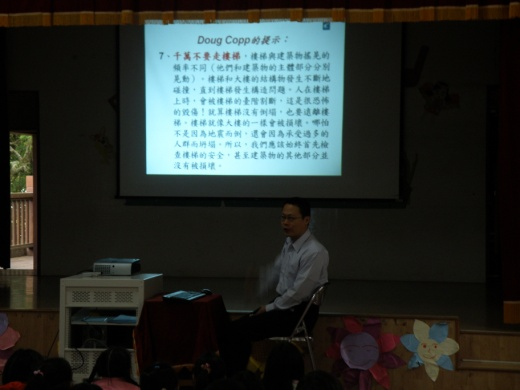 Doug Copp的提示：
7、千萬不要走樓梯，樓梯與建築物搖晃的
頻率不同（他們和建築物的主體部分分別
晃動）。樓梯和大樓的結構物發生不斷地
碰撞，直到樓梯發生構造問題。人在樓梯
上時，會被樓梯的臺階割斷，這是很恐怖
的毀傷！就算樓梯沒有倒塌，也要遠離樓
梯。樓梯就像大樓的一樣會被損壞。哪怕
不是因為地震而倒，還會因為承受過多的
人群而坍塌。所以，我們應該始終首先檢
查樓梯的安全，甚至建築物的其他部分並
沒有被損壞。